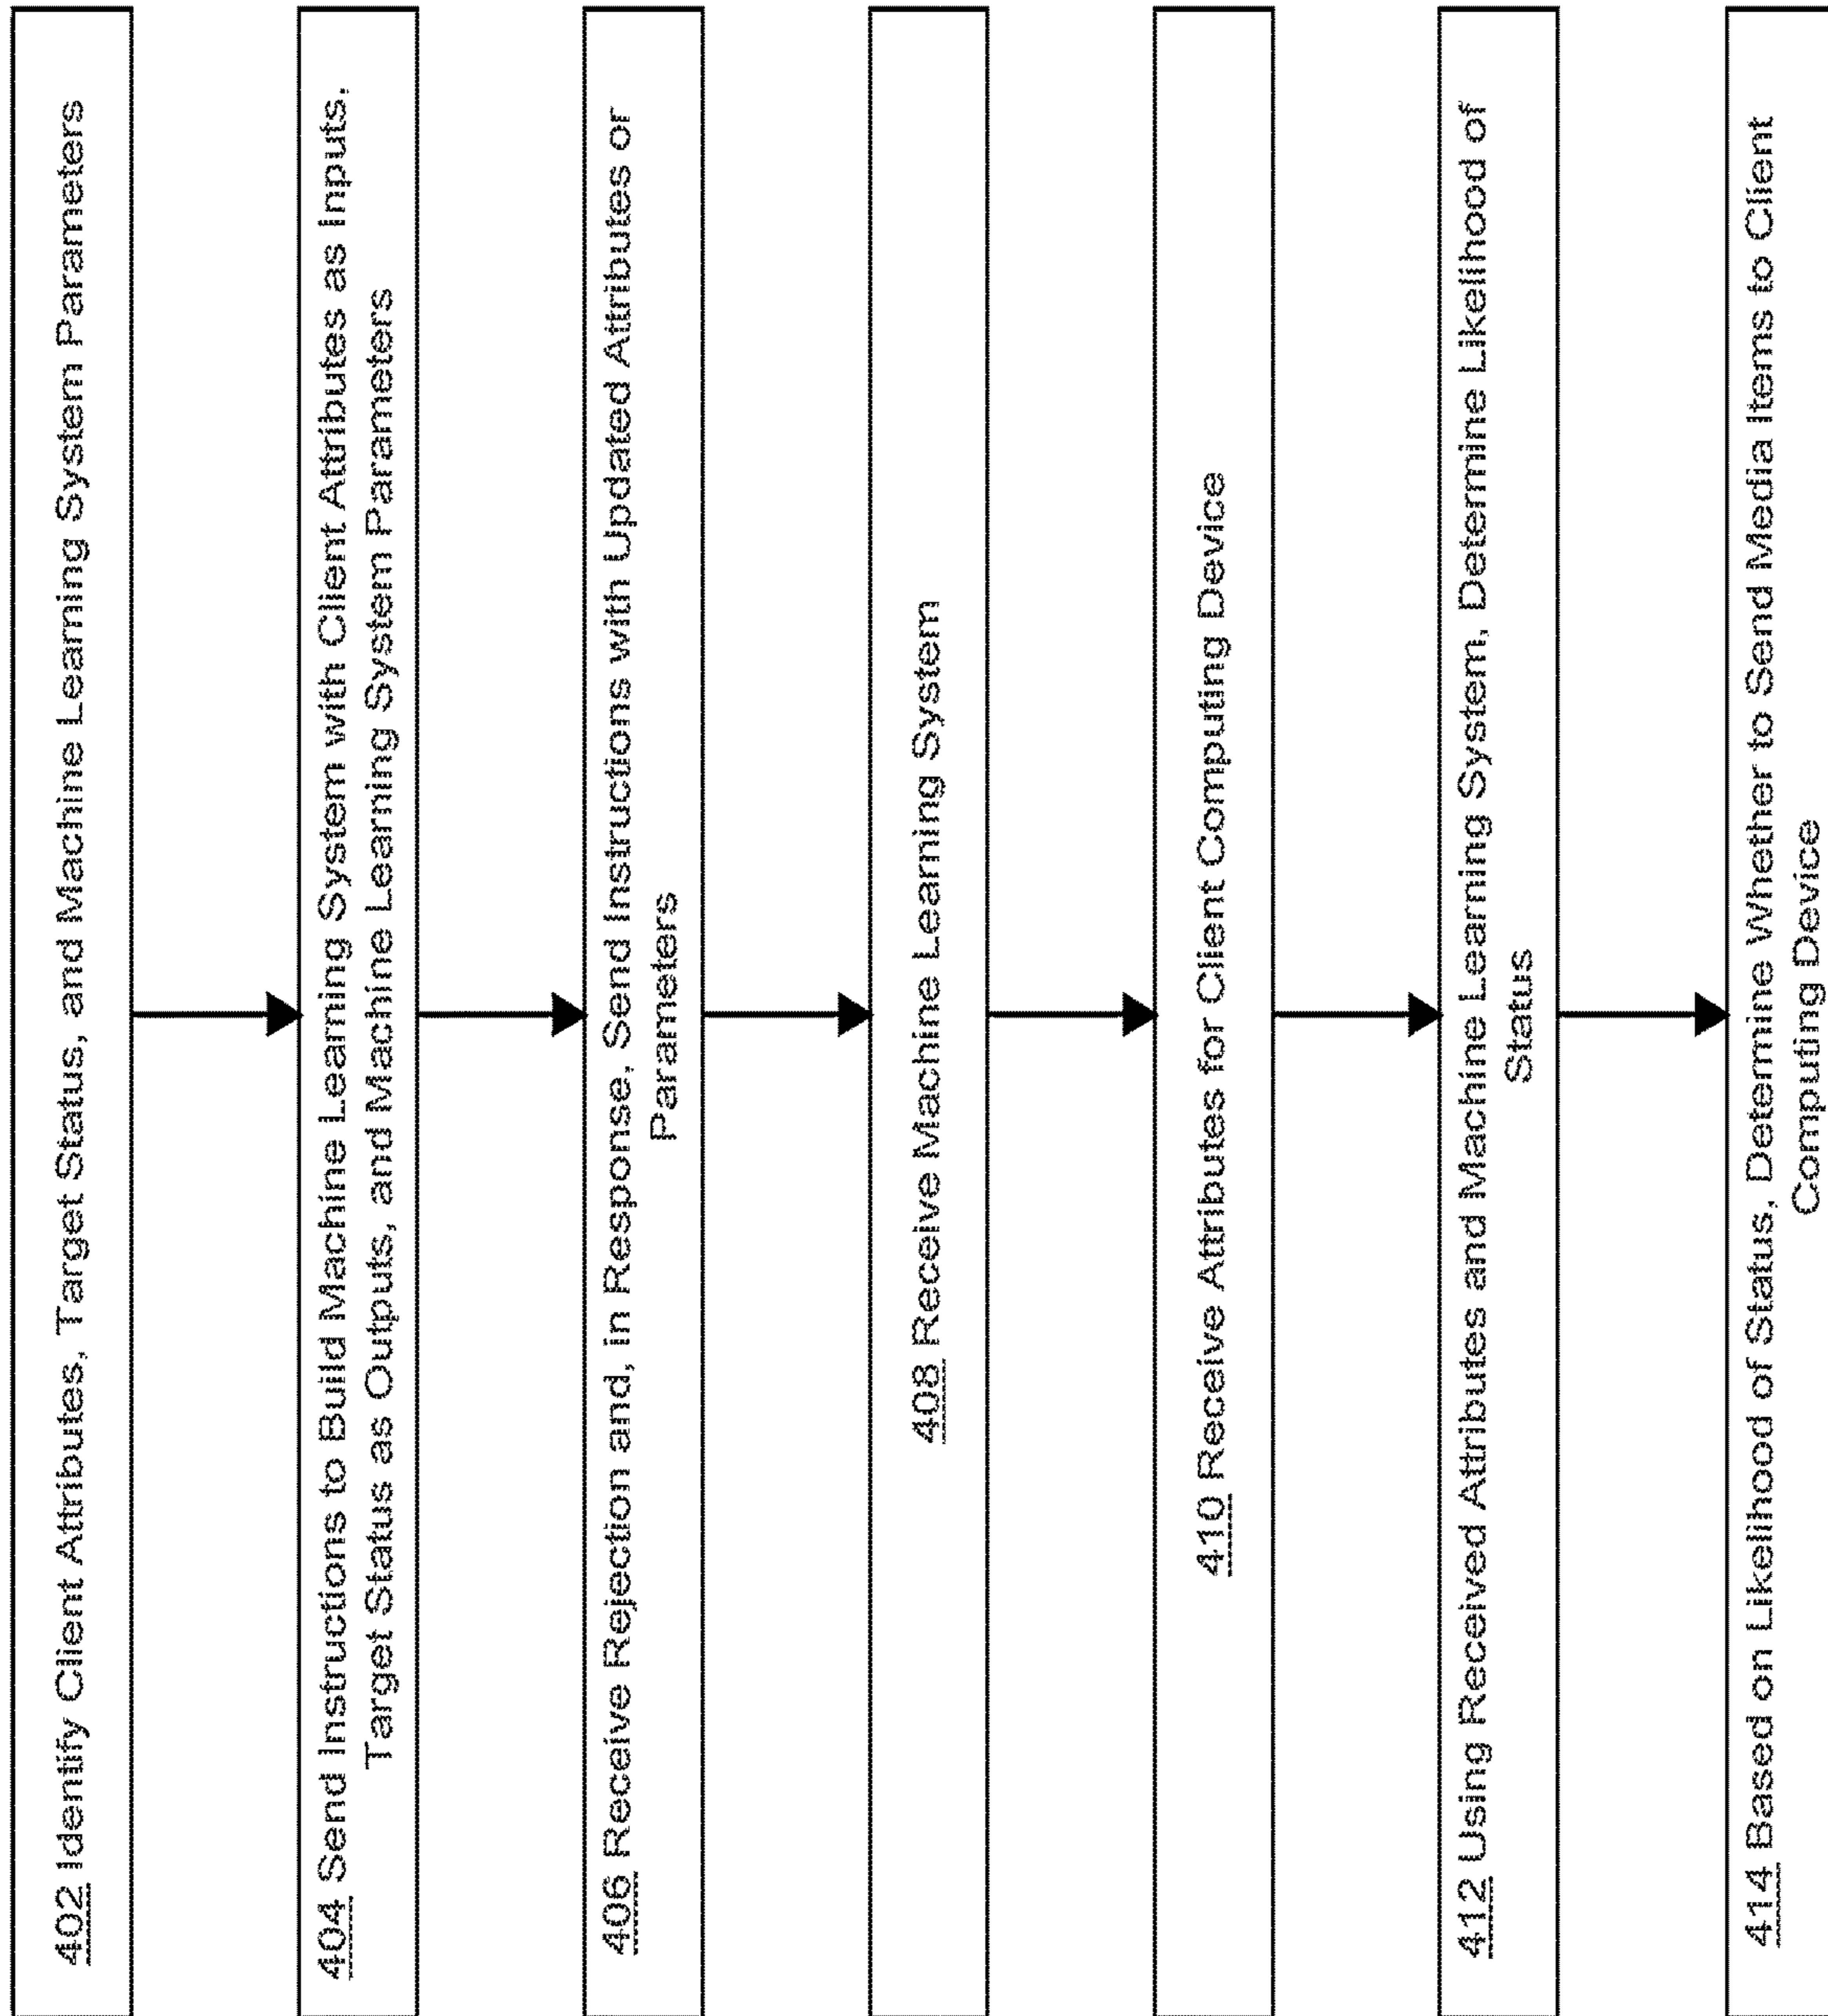 402 Identify Client Attributes, Target Status, and Machine Learning System Parameters
404 Send Instructions to Build Machine Learning System with Client Attributes as Inputs,
Target Status as Outputs, and Machine Learning System Parameters
406 Receive Rejection and, in Response, Send Instructions with Updated Attributes or
Parameters
408 Receive Machine Learning System
410 Receive Attributes for Client Computing Device
412 Using Received Attributes and Machine Learning System, Determine Likelihood of
Status
414 Based on Likelihood of Status, Determine Whether to Send Media Items to Client
Computing Device